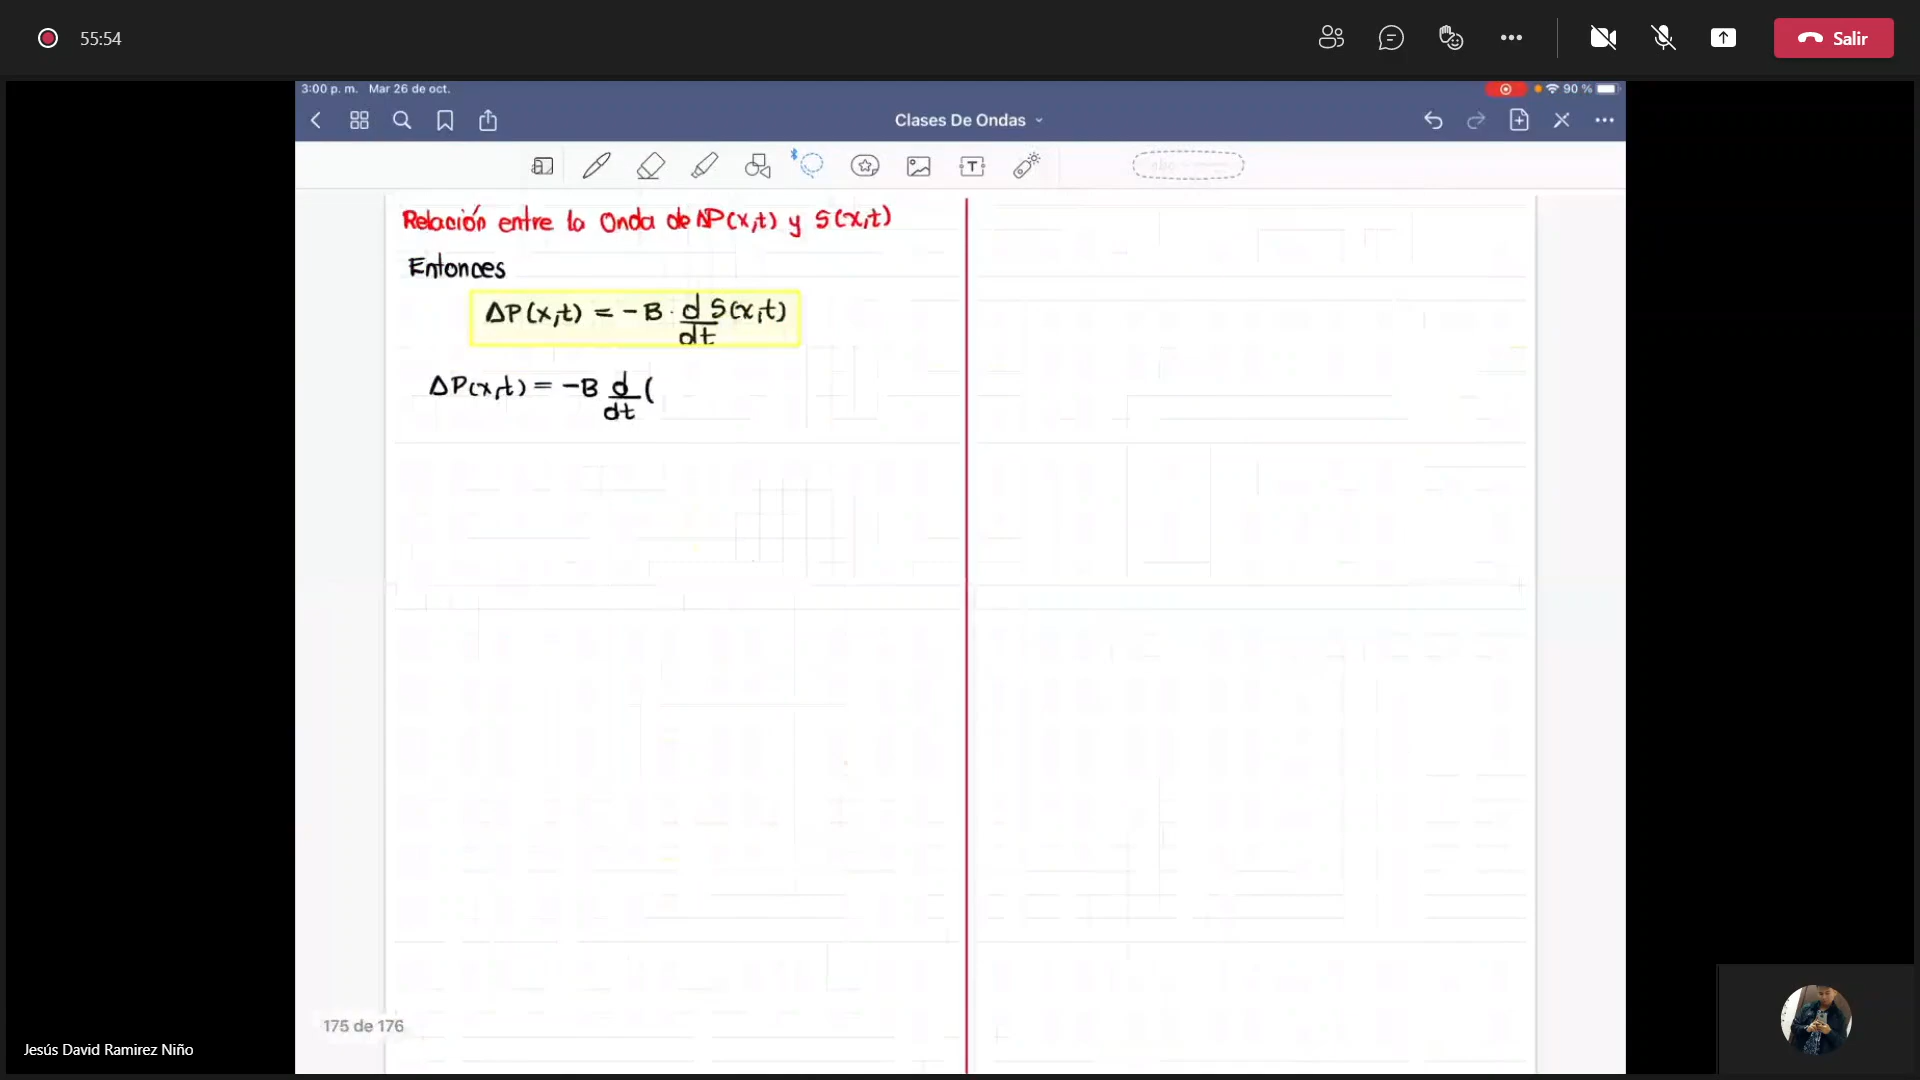 55:54
Salir
3:00 p. m. Mar 26 de oct.
90 %
Clases De Ondas
Relación entre la Onda de ΔP(x,t) y S(x,t)
Entonces
ΔP(x,t) = - B · d S(x,t)
dt
ΔP(x,t) = -B d (
dt
175 de 176
Jesús David Ramirez Niño